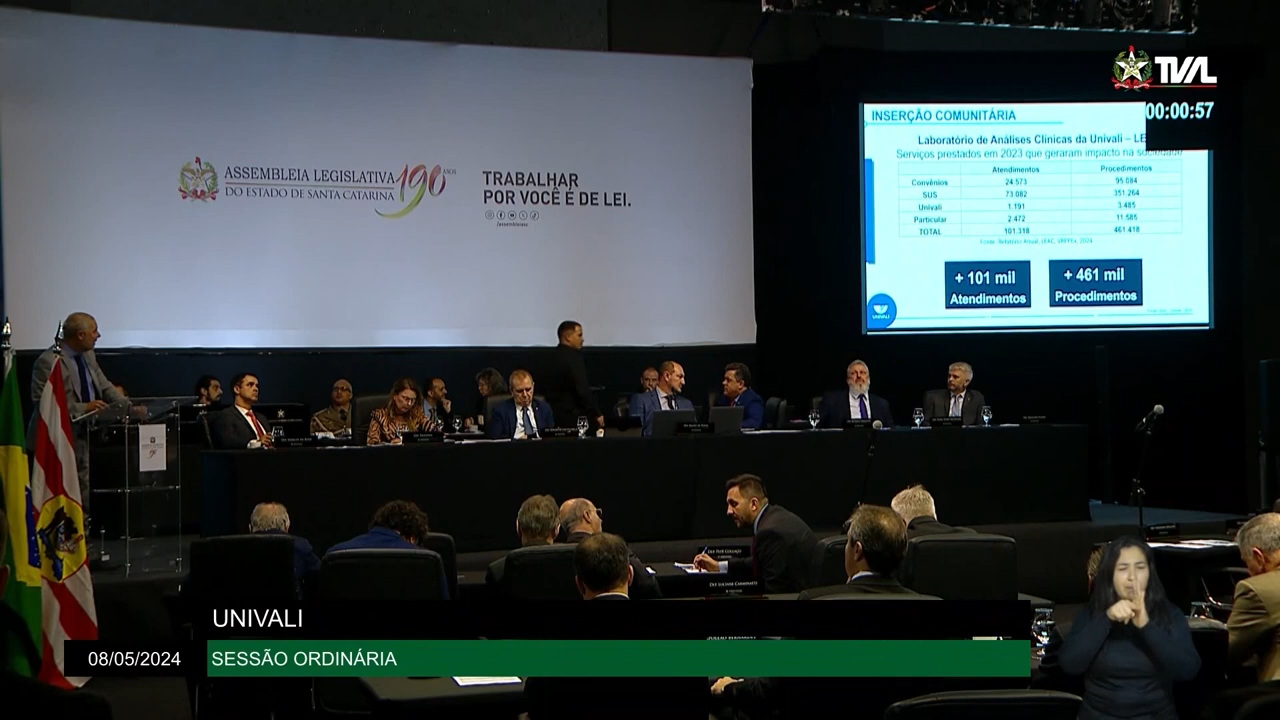 TVAL
00:00:57
INSERÇÃO COMUNITÁRIA
Laboratório de Análises Clínicas da Univali – LE
Serviços prestados em 2023 que geraram impacto na sociedade
Atendimentos Procedimentos
Convênios 24.573 95.084
SUS 73.082 351.264
Univali 1.191 3.485
Particular 2.472 11.585
TOTAL 101.318 461.418
+ 101 mil
Atendimentos
+ 461 mil
Procedimentos
UNIVALI
ASSEMBLEIA LEGISLATIVA
DO ESTADO DE SANTA CATARINA
190 ANOS
TRABALHAR
POR VOCÊ É DE LEI.
/assembleiasc
UNIVALI
08/05/2024
SESSÃO ORDINÁRIA